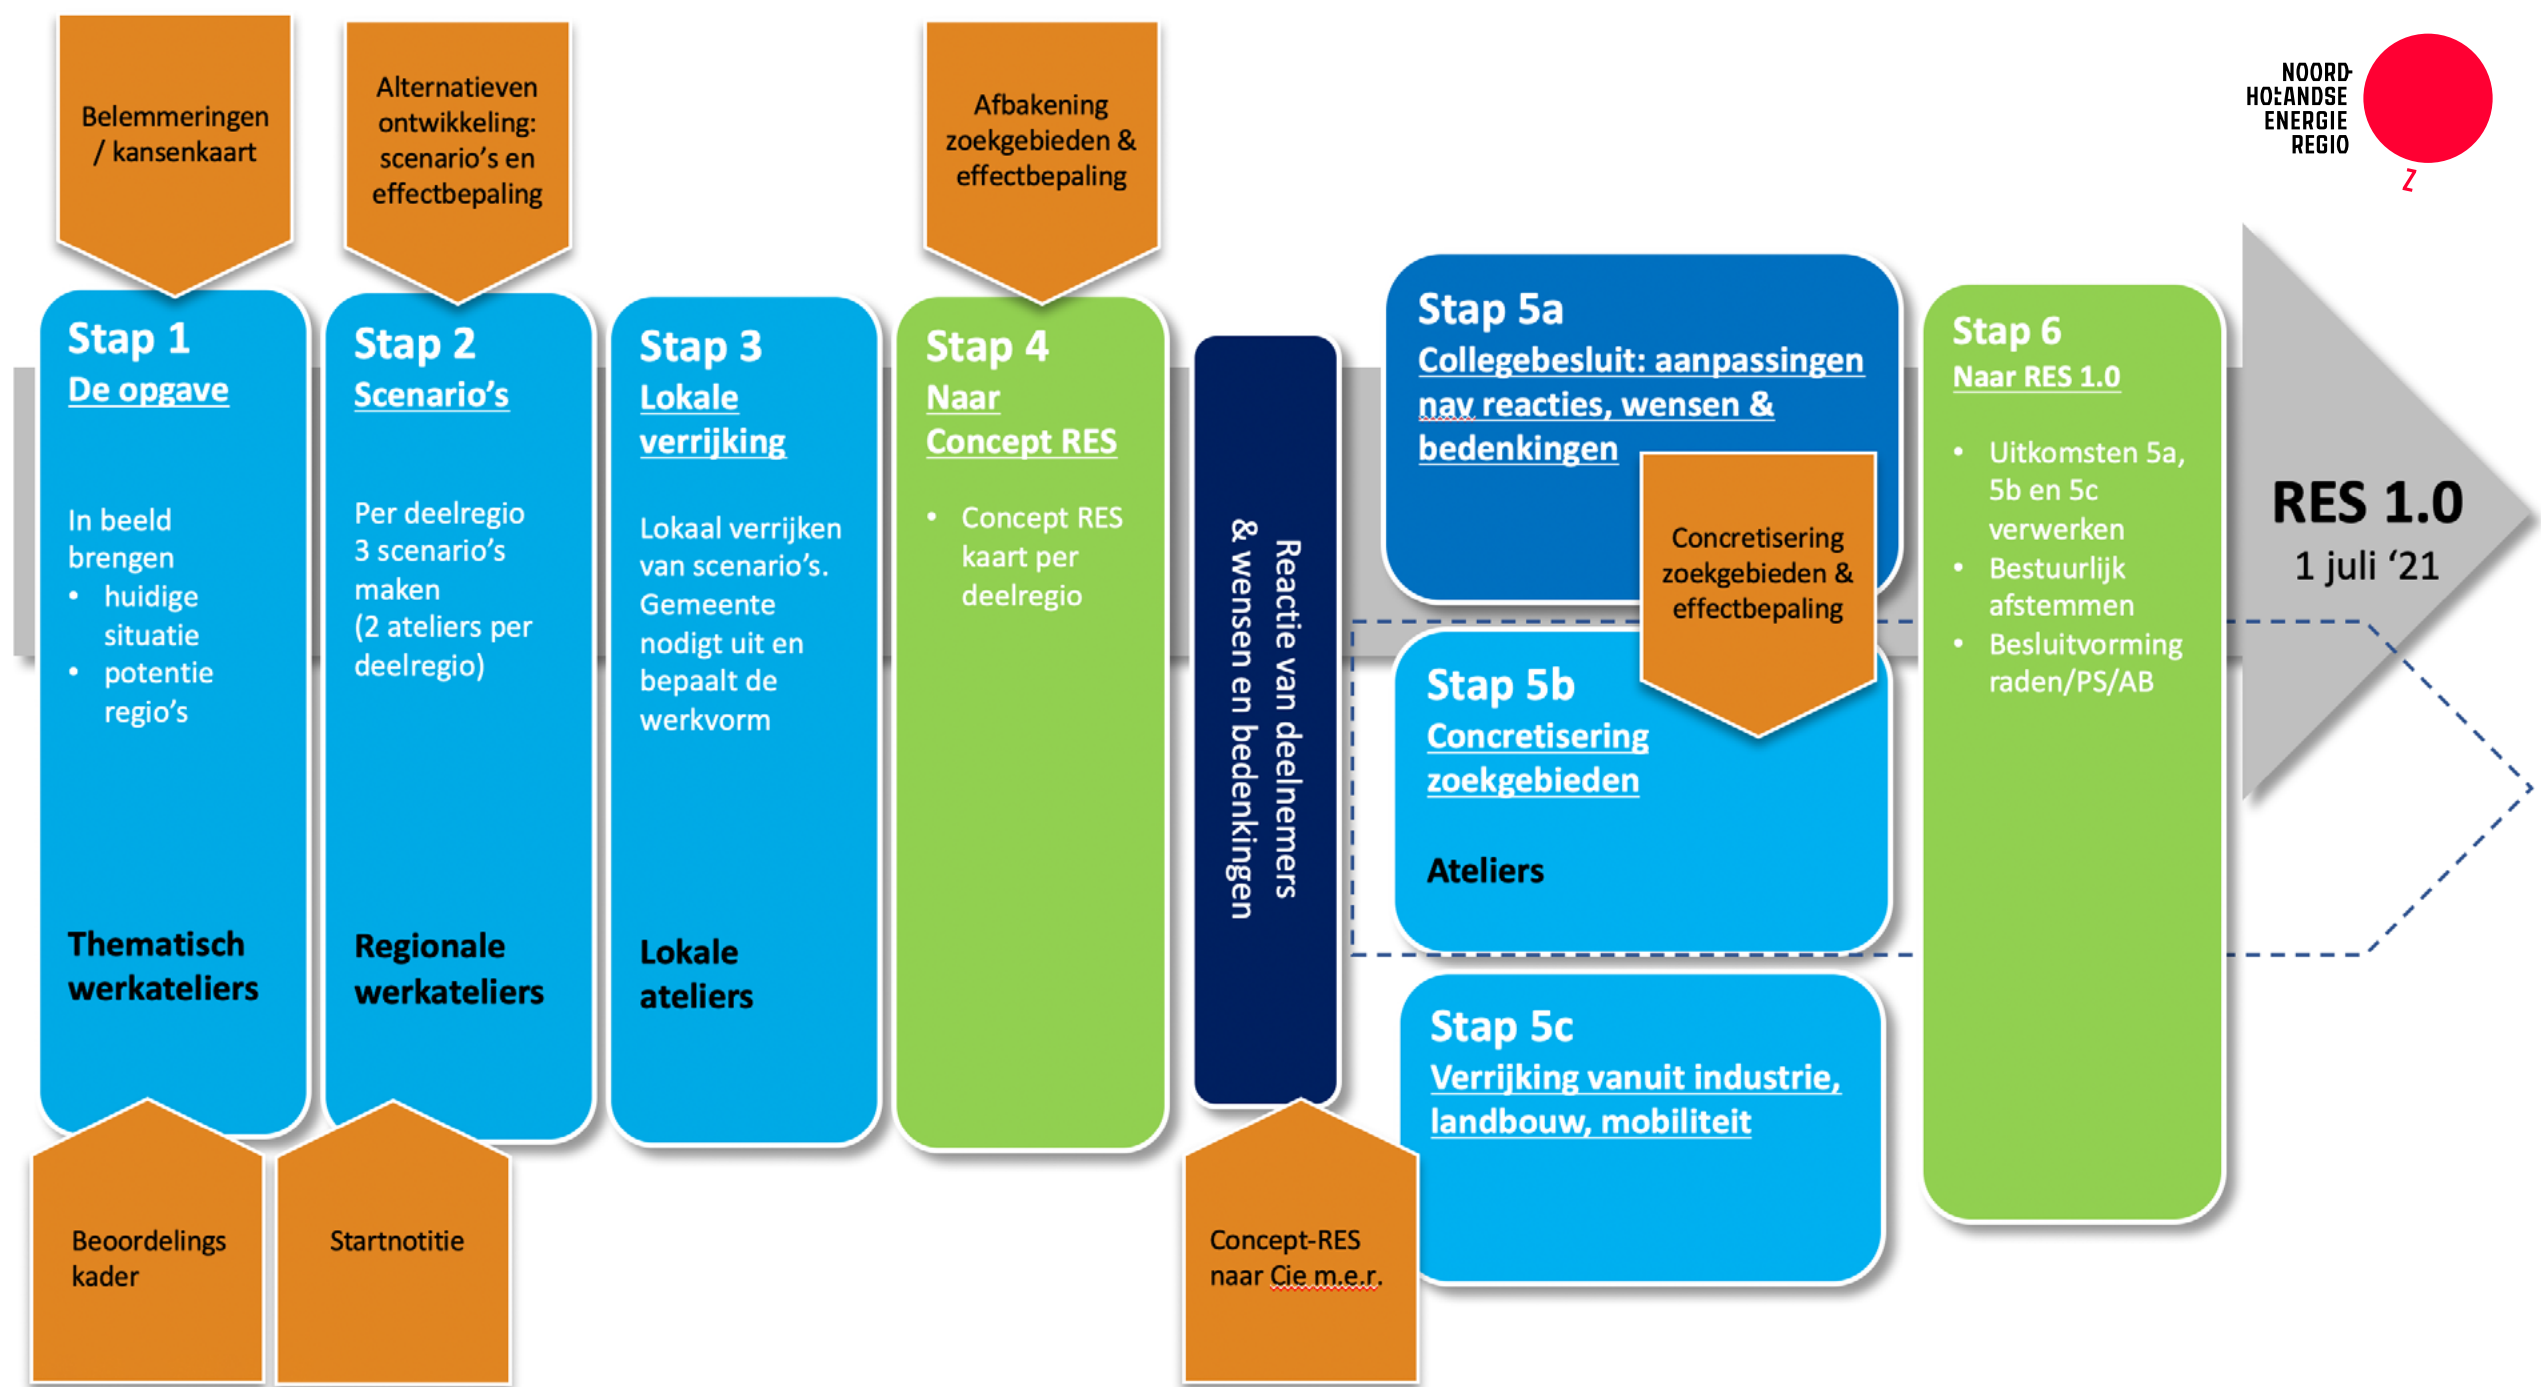 Belemmeringen
/ kansenkaart
Alternatieven
ontwikkeling:
scenario's en
effectbepaling
Afbakening
zoekgebieden &
effectbepaling
NOORD-
HOLLANDSE
ENERGIE
REGIO
Z
Stap 1
De opgave
In beeld
brengen
• huidige
situatie
• potentie
regio's
Thematisch
werkateliers
Stap 2
Scenario's
Per deelregio
3 scenario's
maken
(2 ateliers per
deelregio)
Regionale
werkateliers
Stap 3
Lokale
verrijking
Lokaal verrijken
van scenario's.
Gemeente
nodigt uit en
bepaalt de
werkvorm
Lokale
ateliers
Stap 4
Naar
Concept RES
• Concept RES
kaart per
deelregio
Reactie van deelnemers
& wensen en bedenkingen
Stap 5a
Collegebesluit: aanpassingen
nav reacties, wensen &
bedenkingen
Concretisering
zoekgebieden &
effectbepaling
Stap 5b
Concretisering
zoekgebieden
Ateliers
Stap 5c
Verrijking vanuit industrie,
landbouw, mobiliteit
Stap 6
Naar RES 1.0
• Uitkomsten 5a,
5b en 5c
verwerken
• Bestuurlijk
afstemmen
• Besluitvorming
raden/PS/AB
RES 1.0
1 juli ‘21
Beoordelings
kader
Startnotitie
Concept-RES
naar Cie m.e.r.